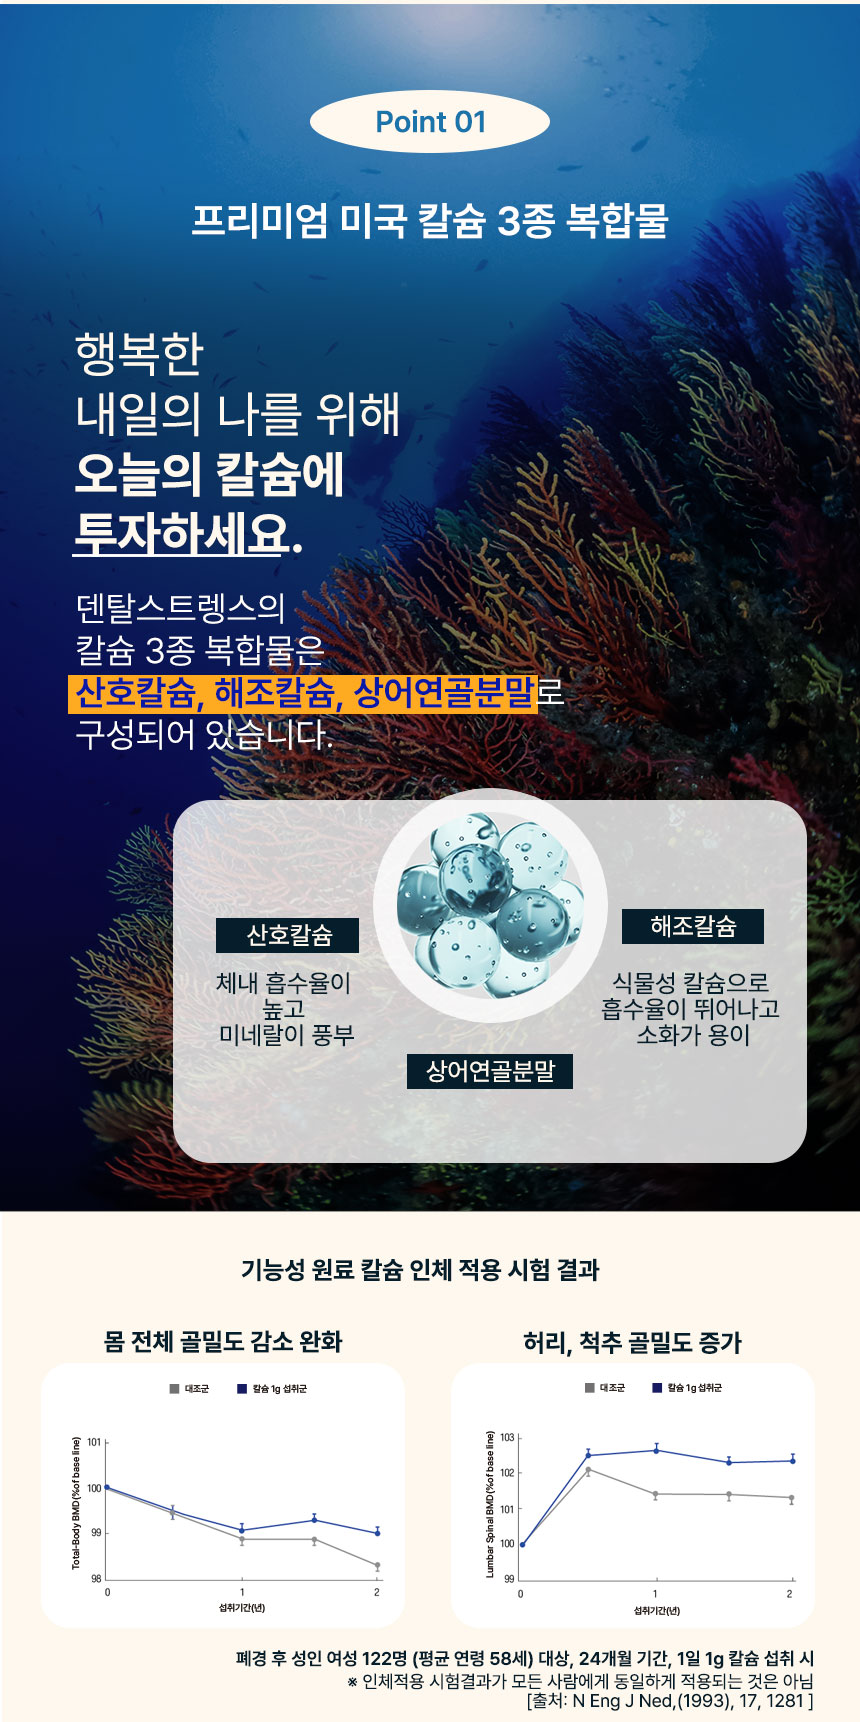 Point 01
프리미엄 미국 칼슘 3종 복합물
행복한
내일의 나를 위해
오늘의 칼슘에
투자하세요.
덴탈스트렝스의
칼슘 3종 복합물은
산호칼슘, 해조칼슘, 상어연골분말로
구성되어 있습니다.
산호칼슘
체내 흡수율이
높고
미네랄이 풍부
해조칼슘
식물성 칼슘으로
흡수율이 뛰어나고
소화가 용이
상어연골분말
기능성 원료 칼슘 인체 적용 시험 결과
몸 전체 골밀도 감소 완화
대조군 칼슘 1g 섭취군
Total-Body BMD(%of base line)
101
100
99
98
0 1 2
섭취기간(년)
허리, 척추 골밀도 증가
대조군 칼슘 1g 섭취군
Lumbar Spinal BMD(%of base line)
103
102
101
100
99
0 1 2
섭취기간(년)
폐경 후 성인 여성 122명 (평균 연령 58세) 대상, 24개월 기간, 1일 1g 칼슘 섭취 시
※ 인체적용 시험결과가 모든 사람에게 동일하게 적용되는 것은 아님
[출처: N Eng J Ned,(1993), 17, 1281 ]